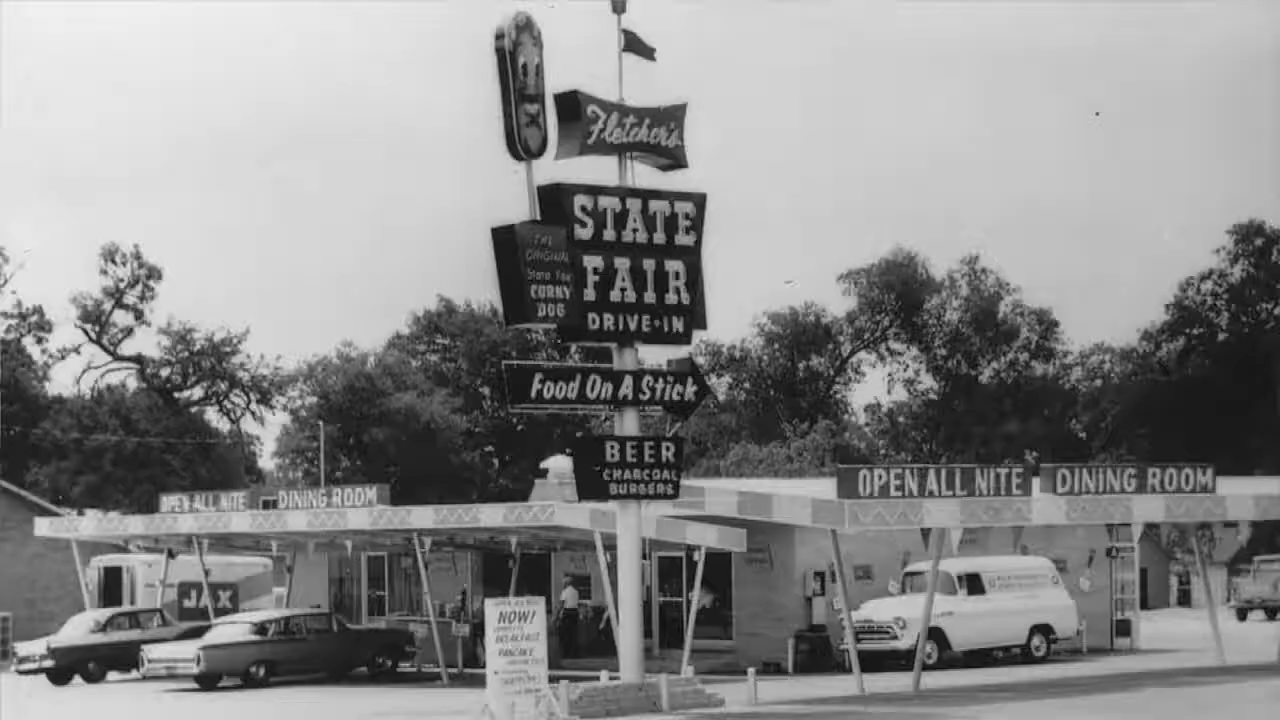 Fletcher's
STATE
FAIR
DRIVE-IN
THE
ORIGINAL
State Fair
CORNY
DOG
Food On A Stick
BEER
CHARCOAL
BURGERS
OPEN ALL NITE
DINING ROOM
OPEN ALL NITE
DINING ROOM
JAX
NOW!
BREAKFAST
PANCAKE